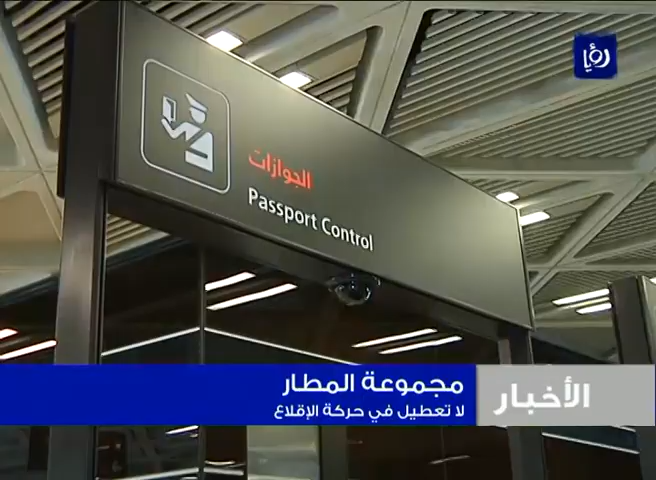 رؤيا
الجوازات
Passport Control
الأخبار
مجموعة المطار
لا تعطيل في حركة الإقلاع